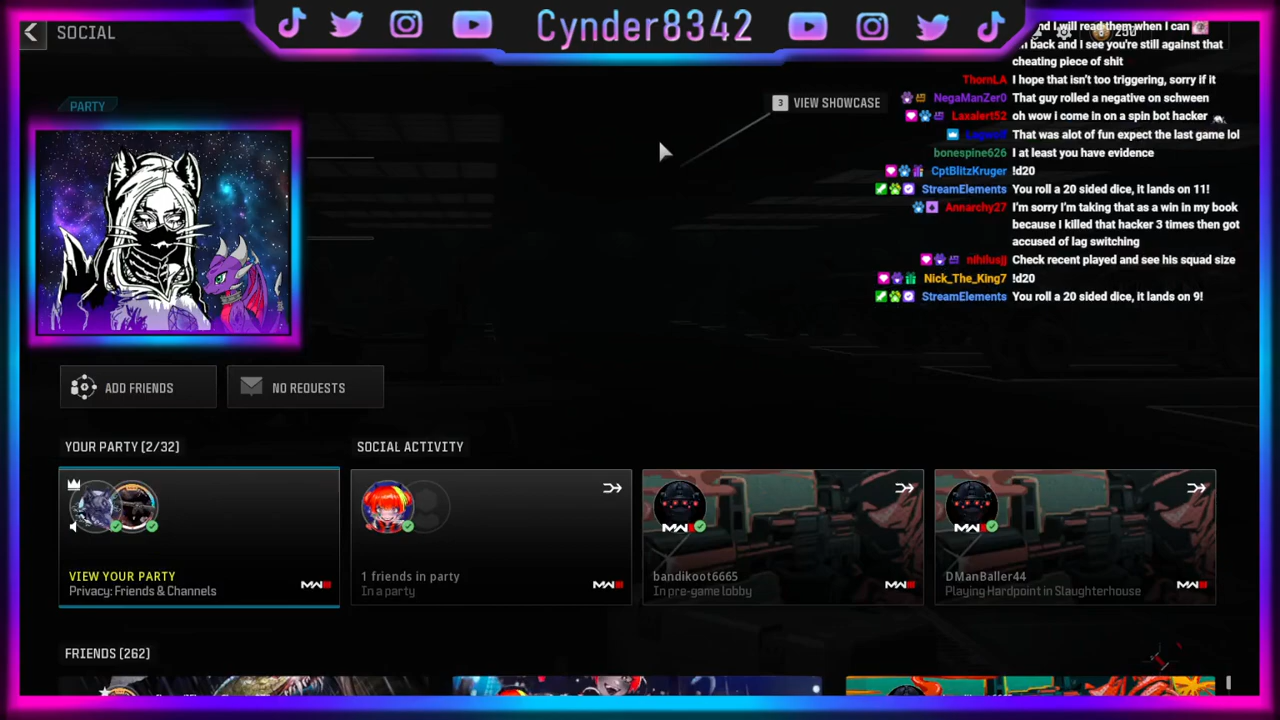 Cynder8342
SOCIAL
nd I will read them when I can
250
back and I see you're still against that
cheating piece of shit
ThornLA I hope that isn't too triggering, sorry if it
NegaManZer0 That guy rolled a negative on schween
Laxalert52 oh wow I come in on a spin bot hacker
That was alot of fun expect the last game lol
bonespine626 I at least you have evidence
CptBlitzKruger !d20
StreamElements You roll a 20 sided dice, it lands on 11!
Annarchy27 I'm sorry I'm taking that as a win in my book
because I killed that hacker 3 times then got
accused of lag switching
nihilusjj Check recent played and see his squad size
Nick_The_King7 !d20
StreamElements You roll a 20 sided dice, it lands on 9!
PARTY
3 VIEW SHOWCASE
ADD FRIENDS
NO REQUESTS
YOUR PARTY (2/32)
SOCIAL ACTIVITY
VIEW YOUR PARTY
Privacy: Friends & Channels
MWIII
1 friends in party
In a party
MWIII
MWIII
bandikoot6665
In pre-game lobby
MWIII
MWIII
DManBaller44
Playing Hardpoint in Slaughterhouse
MWIII
FRIENDS (262)